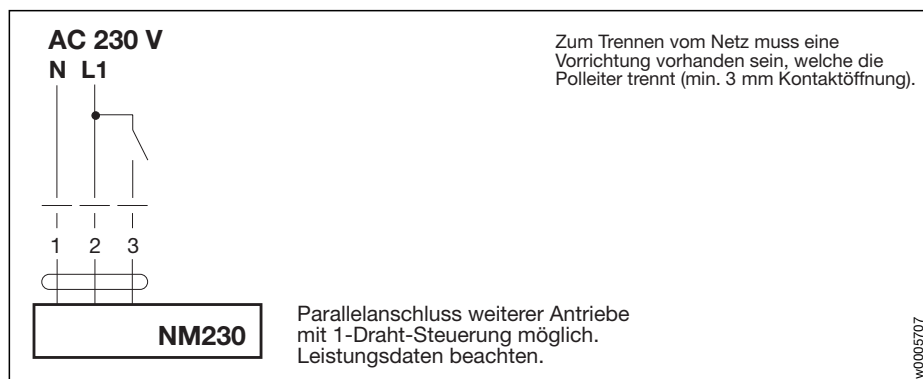 AC 230 V
N L1
Zum Trennen vom Netz muss eine
Vorrichtung vorhanden sein, welche die
Polleiter trennt (min. 3 mm Kontaktöffnung).
1 2 3
NM230
Parallelanschluss weiterer Antriebe
mit 1-Draht-Steuerung möglich.
Leistungsdaten beachten.
w0005707